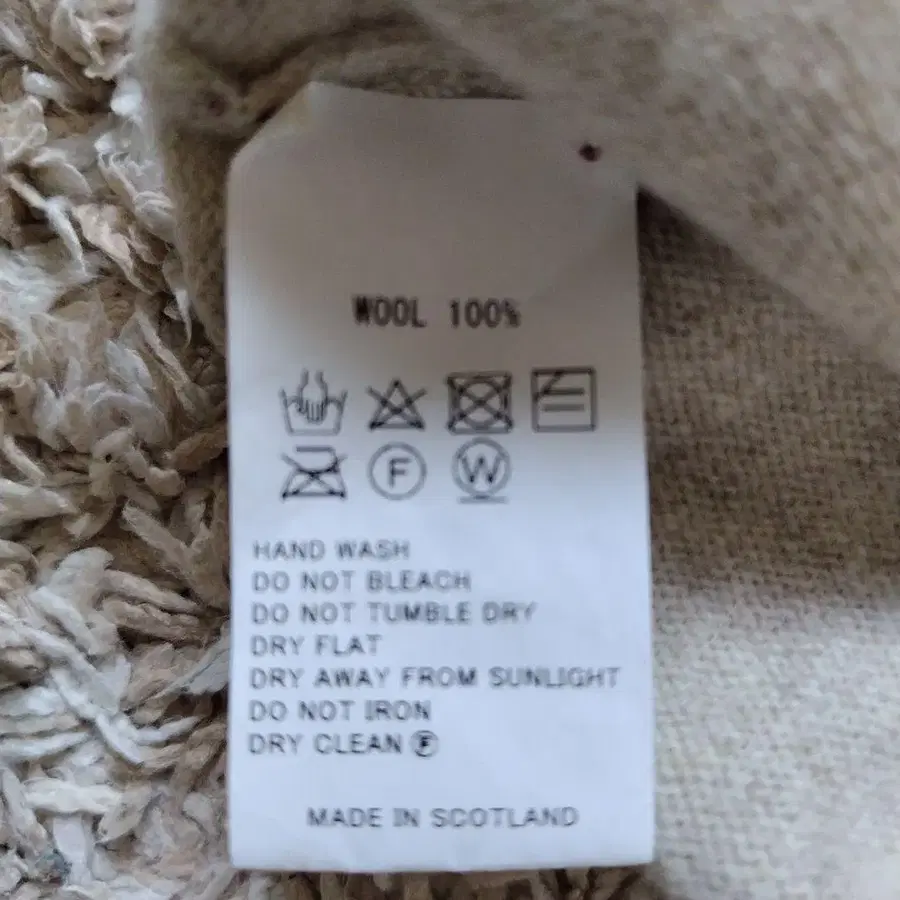 WOOL 100%
F W
HAND WASH
DO NOT BLEACH
DO NOT TUMBLE DRY
DRY FLAT
DRY AWAY FROM SUNLIGHT
DO NOT IRON
DRY CLEAN Ⓕ
MADE IN SCOTLAND